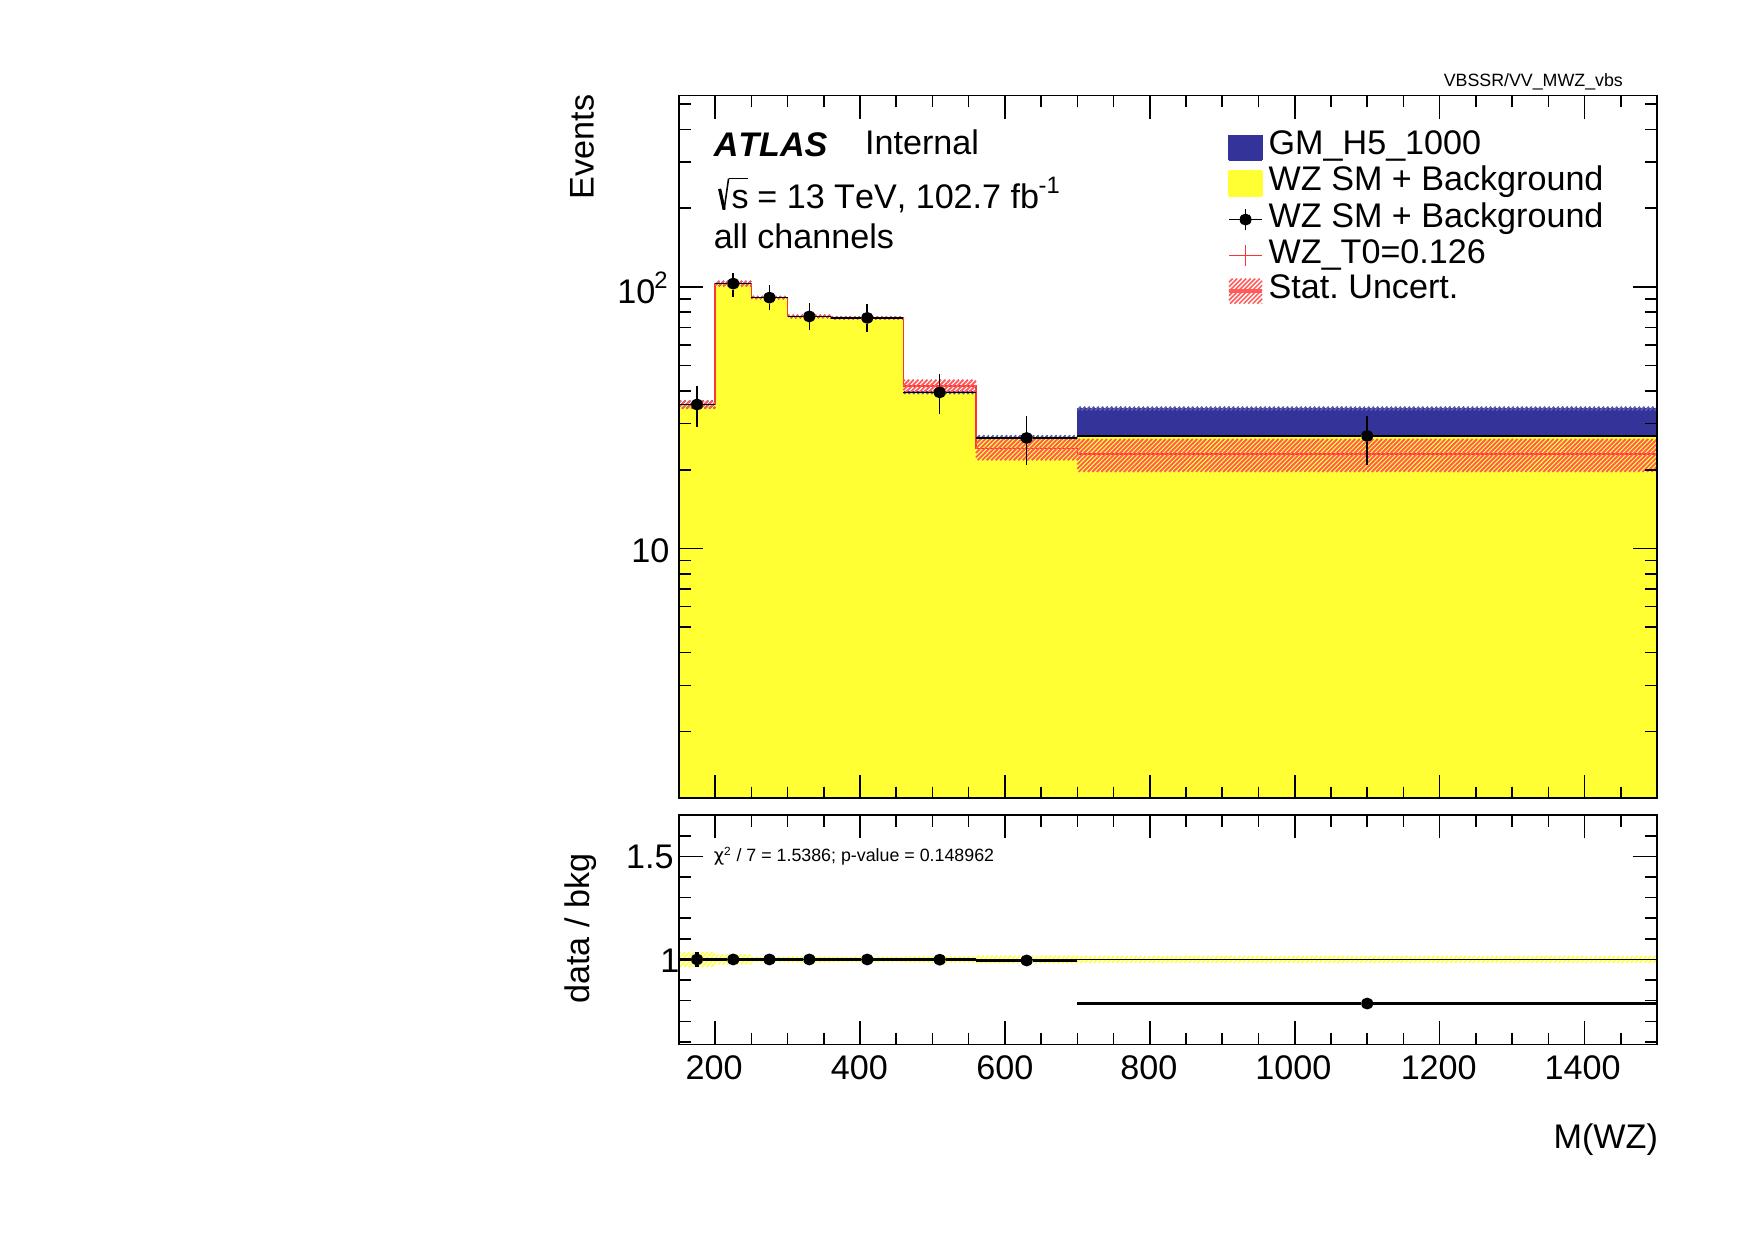 VBSSR/VV_MWZ_vbs
Events
ATLAS Internal
√s = 13 TeV, 102.7 fb⁻¹
all channels
GM_H5_1000
WZ SM + Background
WZ SM + Background
WZ_T0=0.126
Stat. Uncert.
10²
10
data / bkg
χ² / 7 = 1.5386; p-value = 0.148962
1.5
1
200 400 600 800 1000 1200 1400
M(WZ)